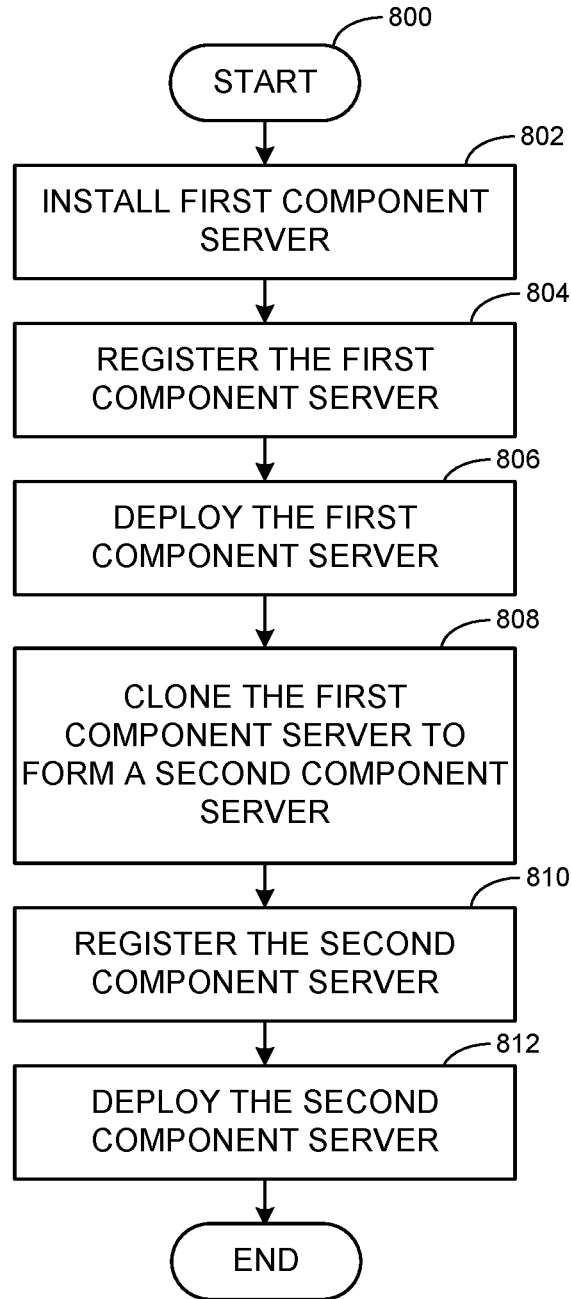 800
START
802
INSTALL FIRST COMPONENT
SERVER
804
REGISTER THE FIRST
COMPONENT SERVER
806
DEPLOY THE FIRST
COMPONENT SERVER
808
CLONE THE FIRST
COMPONENT SERVER TO
FORM A SECOND COMPONENT
SERVER
810
REGISTER THE SECOND
COMPONENT SERVER
812
DEPLOY THE SECOND
COMPONENT SERVER
END